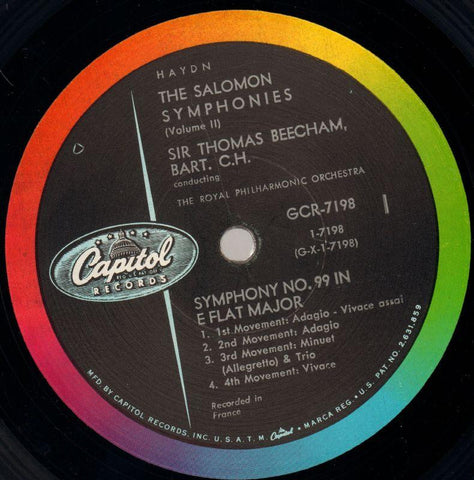 HAYDN
THE SALOMON
SYMPHONIES
(Volume II)
SIR THOMAS BEECHAM,
BART. C.H.
conducting
THE ROYAL PHILHARMONIC ORCHESTRA
GCR-7198
1
1-7198
(G-X-1-7198)
Capitol
RECORDS
SYMPHONY NO. 99 IN
E FLAT MAJOR
1. 1st Movement: Adagio - Vivace assai
2. 2nd Movement: Adagio
3. 3rd Movement: Minuet
(Allegretto) & Trio
4. 4th Movement: Vivace
Recorded in
France
MFD. BY CAPITOL RECORDS, INC. U.S.A. T.M. Capitol MARCA REG. • U.S. PAT. NO. 2,631,859